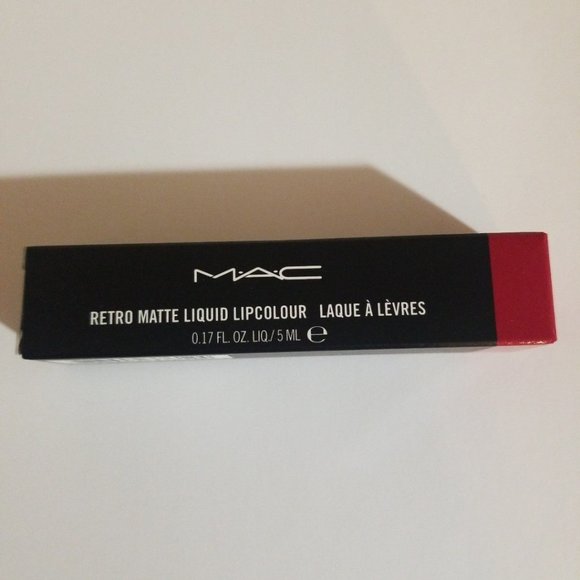 M·A·C
RETRO MATTE LIQUID LIPCOLOUR LAQUE À LÈVRES
0.17 FL. OZ. LIQ./ 5 ML ℮